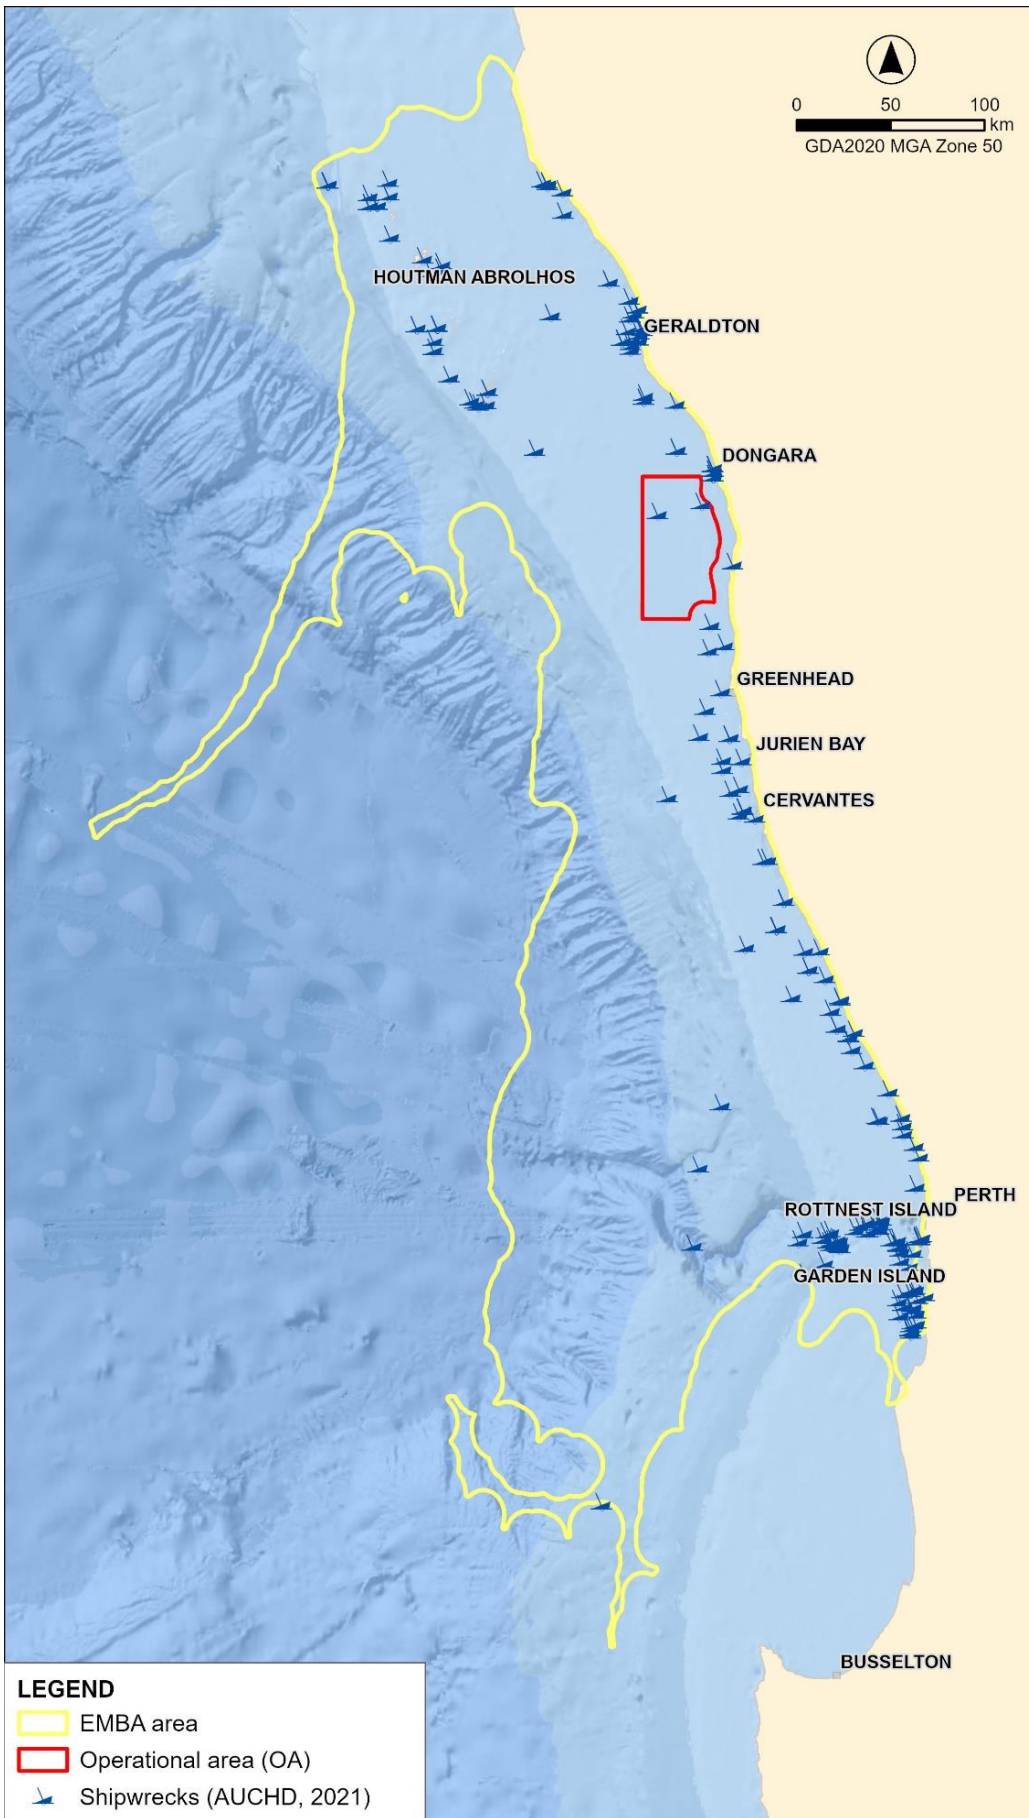 0 50 100
km
GDA2020 MGA Zone 50
HOUTMAN ABROLHOS
GERALDTON
DONGARA
GREENHEAD
JURIEN BAY
CERVANTES
PERTH
ROTTNEST ISLAND
GARDEN ISLAND
BUSSELTON
LEGEND
EMBA area
Operational area (OA)
Shipwrecks (AUCHD, 2021)